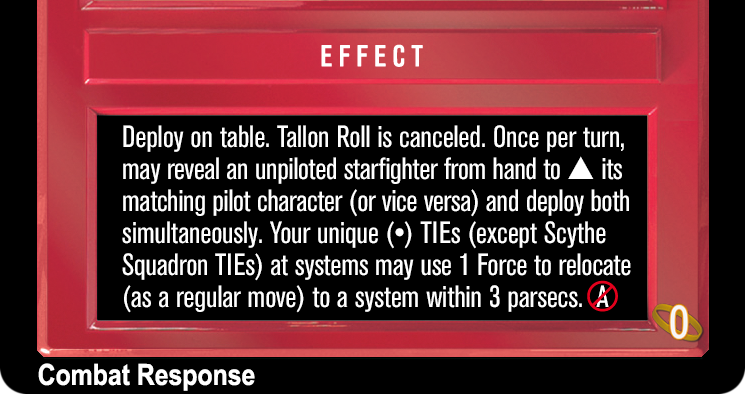 EFFECT
Deploy on table. Tallon Roll is canceled. Once per turn,
may reveal an unpiloted starfighter from hand to ▲ its
matching pilot character (or vice versa) and deploy both
simultaneously. Your unique (•) TIEs (except Scythe
Squadron TIEs) at systems may use 1 Force to relocate
(as a regular move) to a system within 3 parsecs. A
0
Combat Response